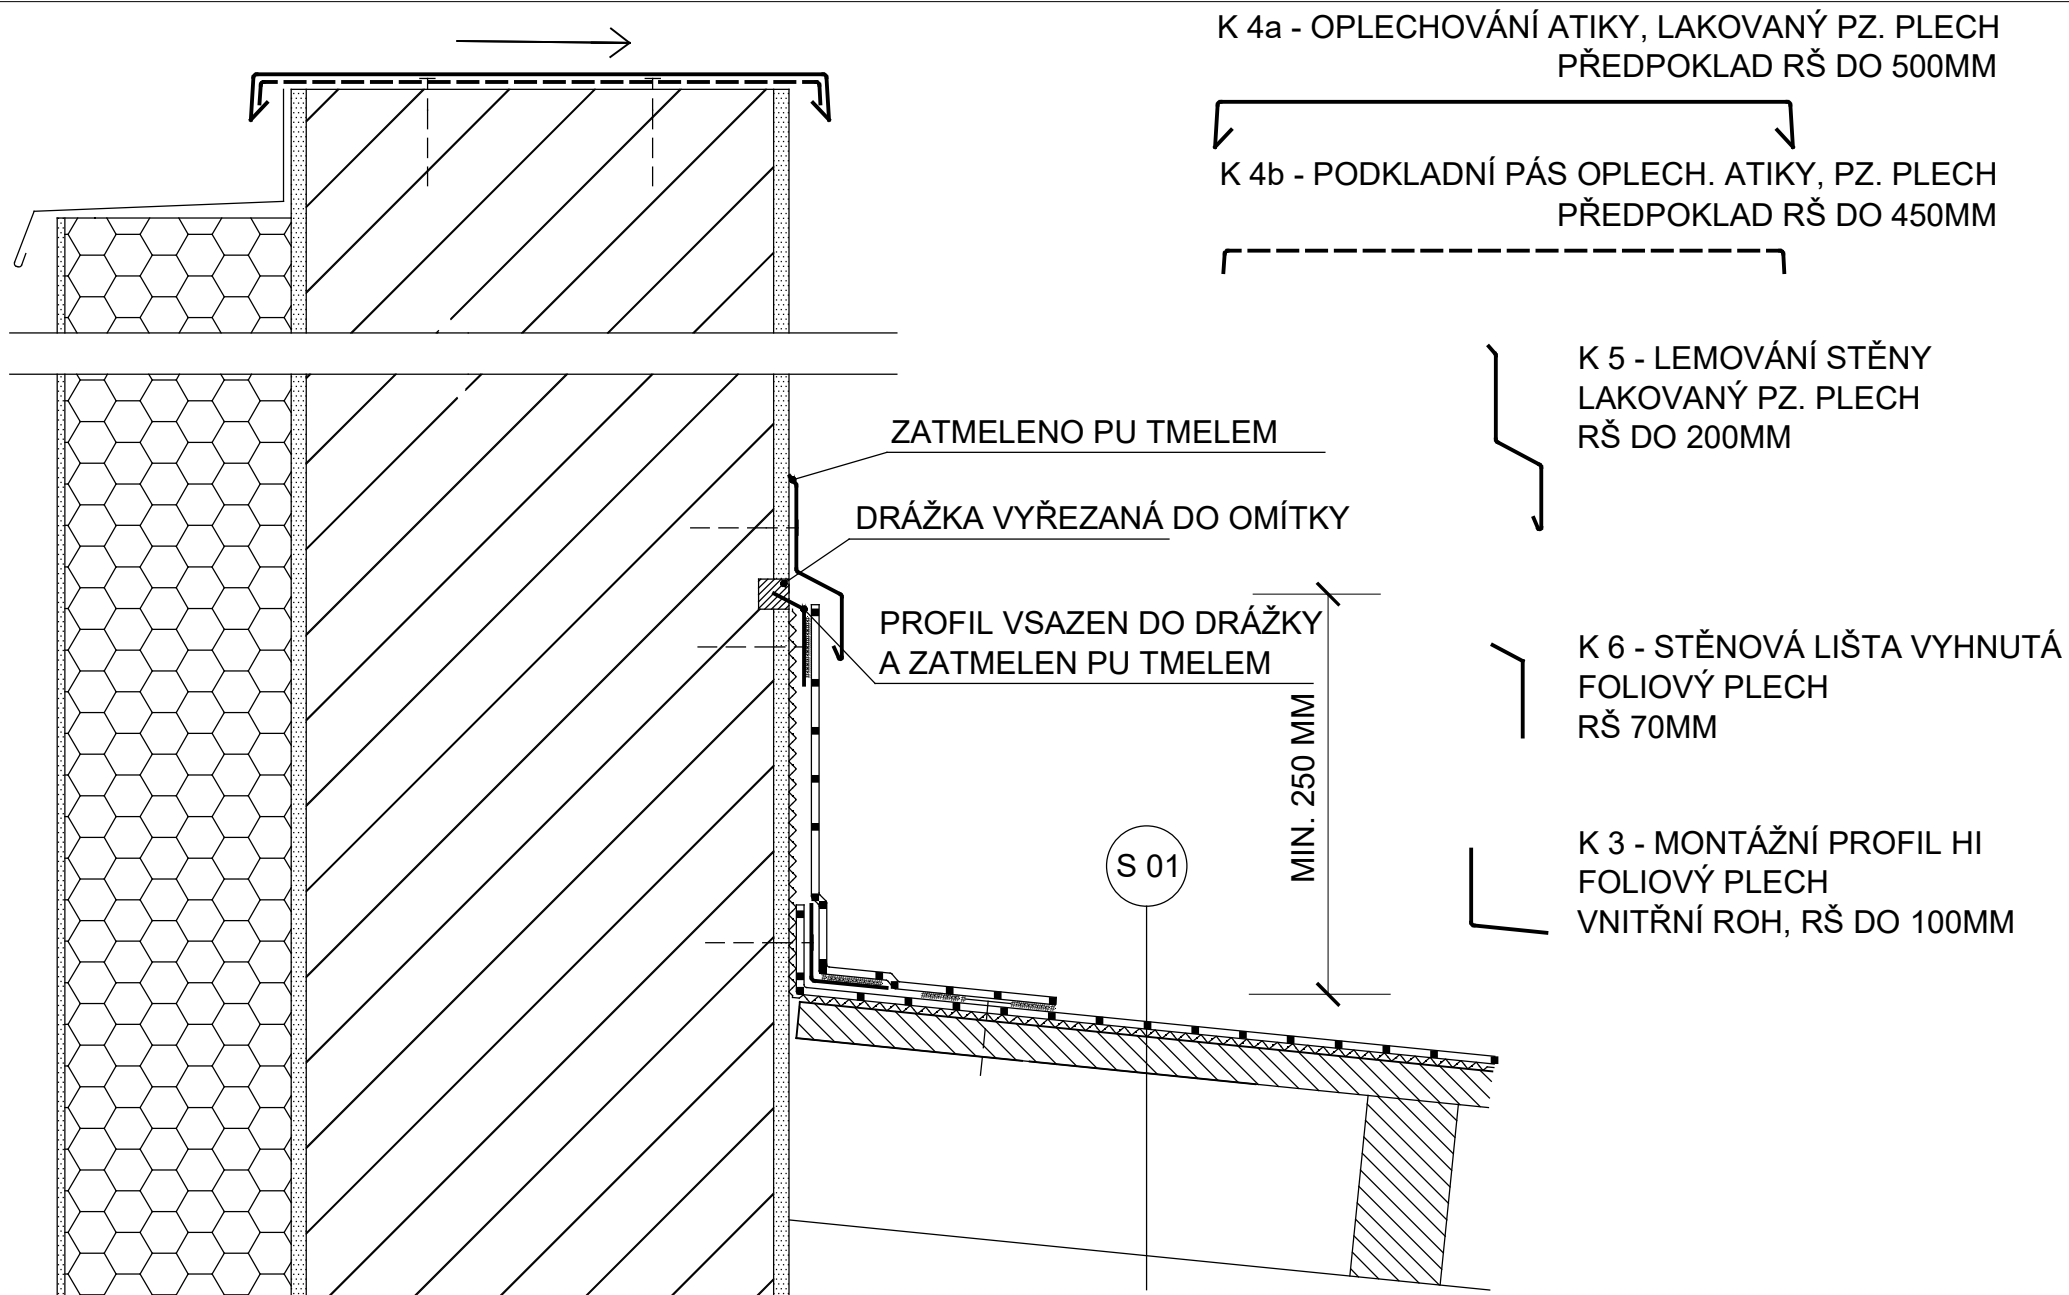 K 4a - OPLECHOVÁNÍ ATIKY, LAKOVANÝ PZ. PLECH
PŘEDPOKLAD RŠ DO 500MM
K 4b - PODKLADNÍ PÁS OPLECH. ATIKY, PZ. PLECH
PŘEDPOKLAD RŠ DO 450MM
K 5 - LEMOVÁNÍ STĚNY
LAKOVANÝ PZ. PLECH
RŠ DO 200MM
ZATMELENO PU TMELEM
DRÁŽKA VYŘEZANÁ DO OMÍTKY
PROFIL VSAZEN DO DRÁŽKY
A ZATMELEN PU TMELEM
K 6 - STĚNOVÁ LIŠTA VYHNUTÁ
FOLIOVÝ PLECH
RŠ 70MM
MIN. 250 MM
S 01
K 3 - MONTÁŽNÍ PROFIL HI
FOLIOVÝ PLECH
VNITŘNÍ ROH, RŠ DO 100MM